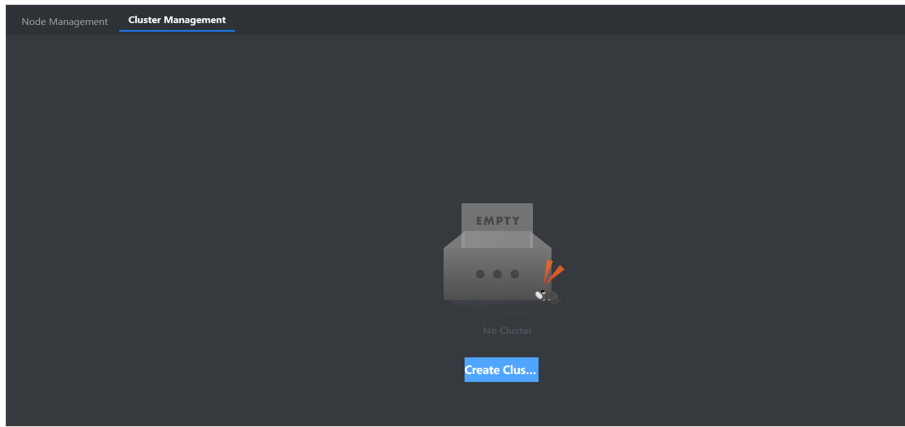 Node Management Cluster Management
EMPTY
No Cluster
Create Clus...